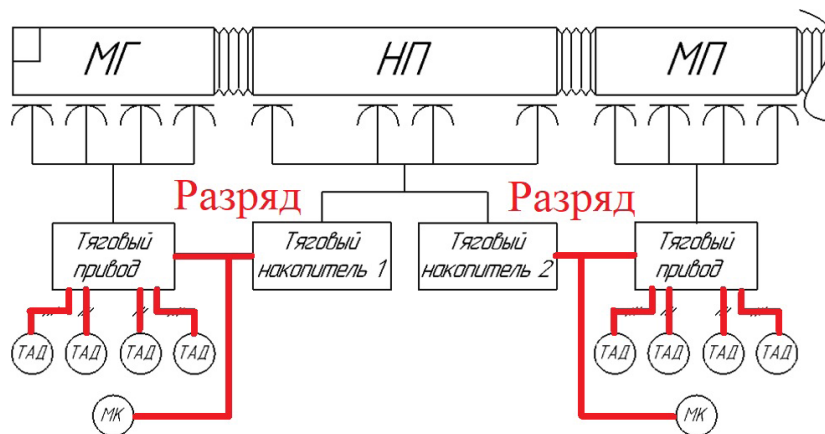 МГ НП МП
Разряд Разряд
Тяговый привод
Тяговый накопитель 1
Тяговый накопитель 2
Тяговый привод
ТАД ТАД ТАД ТАД ТАД ТАД ТАД ТАД
МК МК